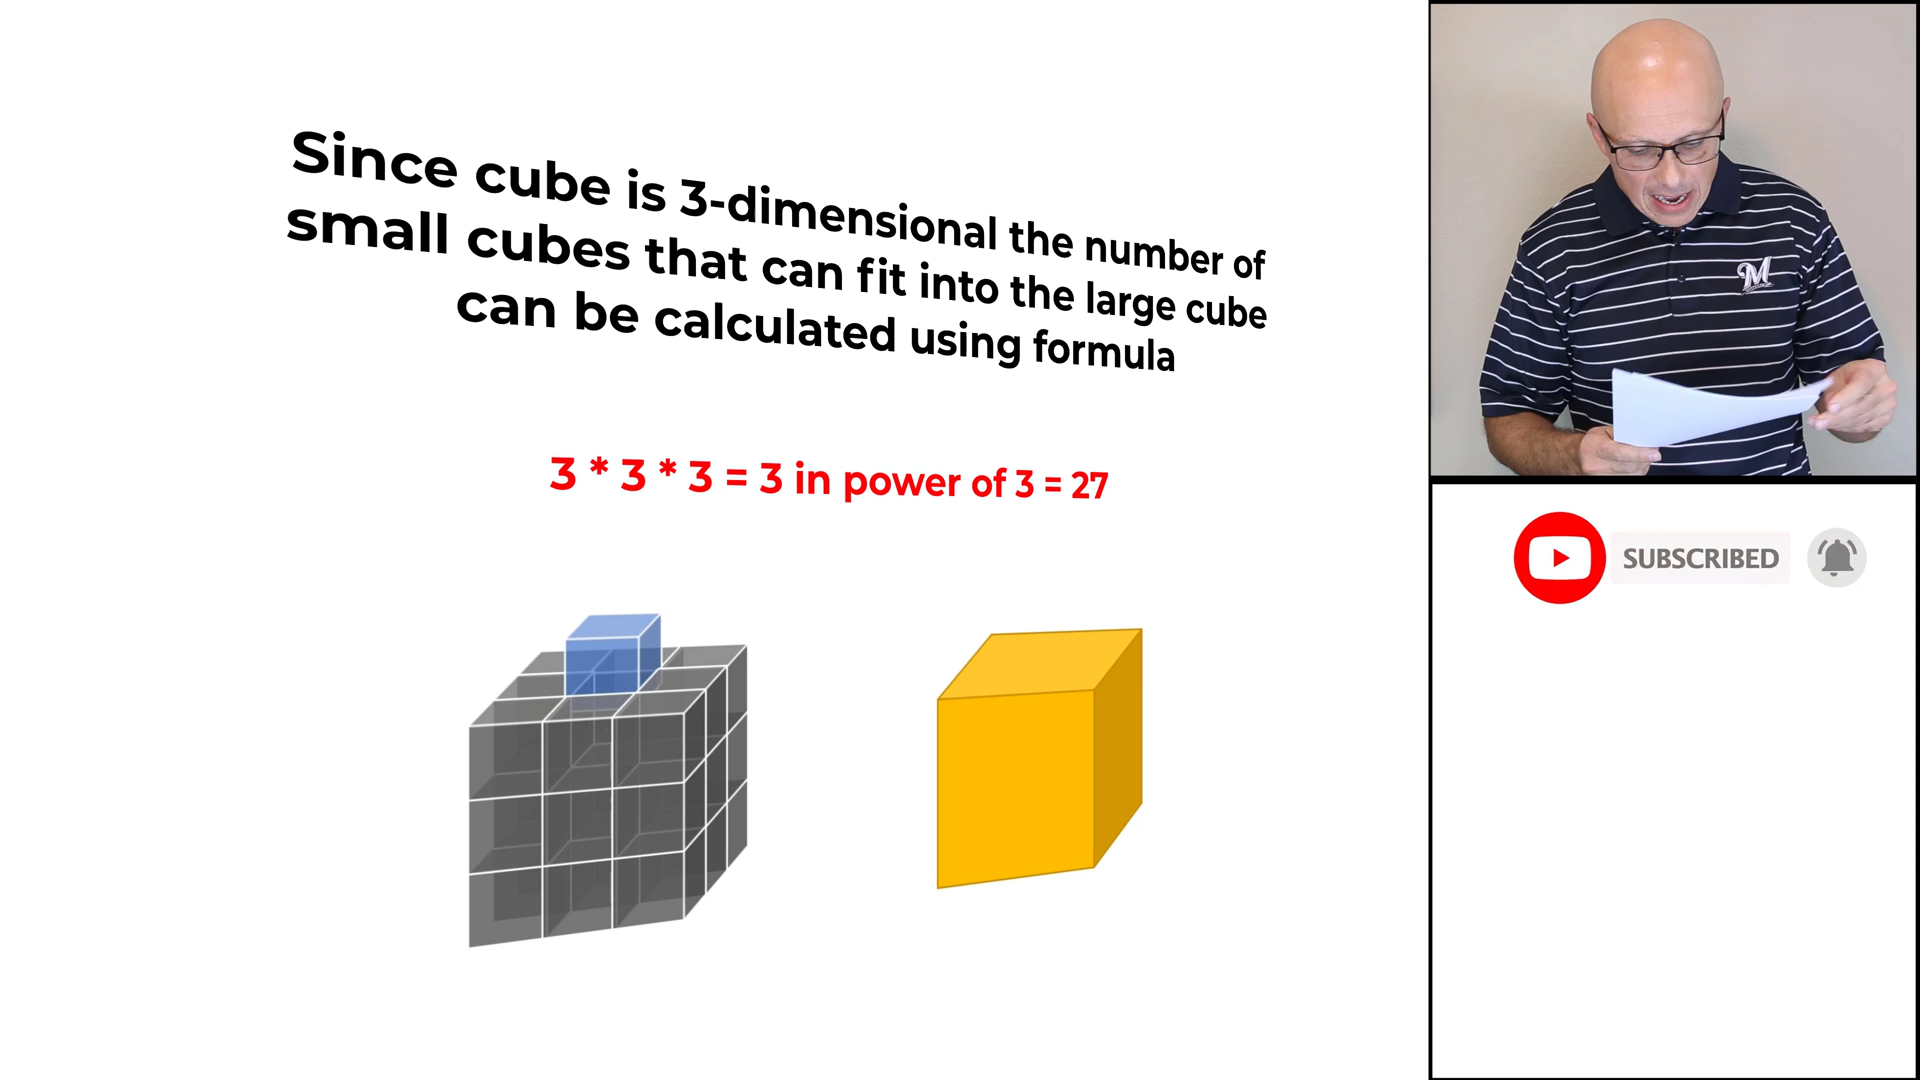 Since cube is 3-dimensional the number of
small cubes that can fit into the large cube
can be calculated using formula
3 * 3 * 3 = 3 in power of 3 = 27
M
SUBSCRIBED